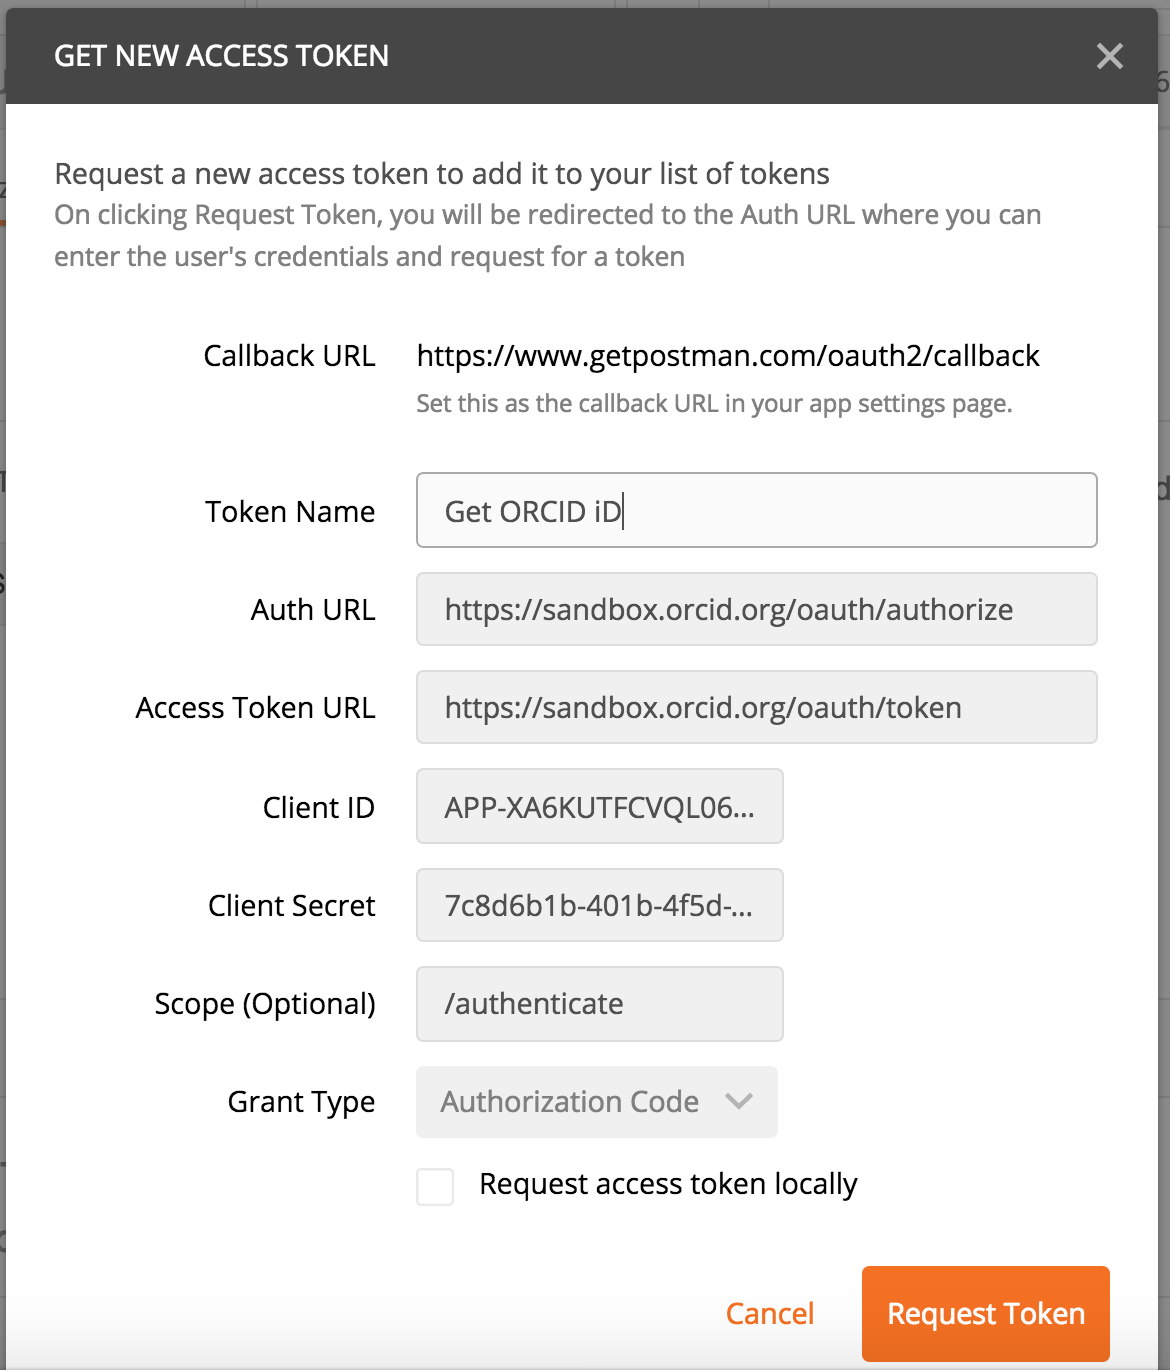 GET NEW ACCESS TOKEN
Request a new access token to add it to your list of tokens
On clicking Request Token, you will be redirected to the Auth URL where you can
enter the user's credentials and request for a token
Callback URL https://www.getpostman.com/oauth2/callback
Set this as the callback URL in your app settings page.
Token Name Get ORCID iD
Auth URL https://sandbox.orcid.org/oauth/authorize
Access Token URL https://sandbox.orcid.org/oauth/token
Client ID APP-XA6KUTFCVQL06...
Client Secret 7c8d6b1b-401b-4f5d-...
Scope (Optional) /authenticate
Grant Type Authorization Code
Request access token locally
Cancel Request Token